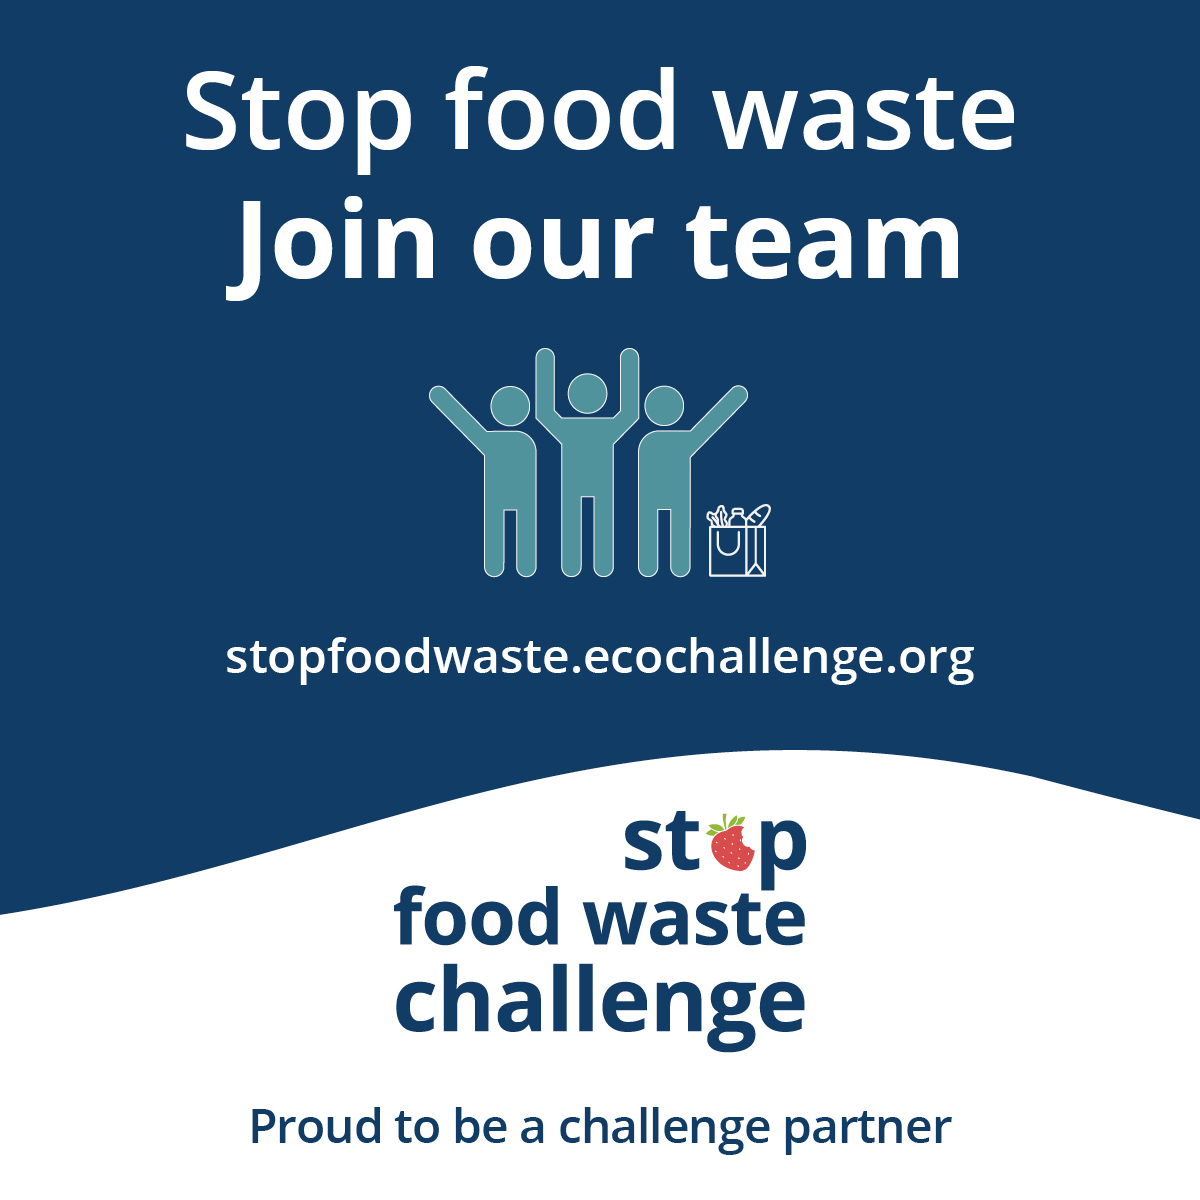 Stop food waste
Join our team
stopfoodwaste.ecochallenge.org
stop
food waste
challenge
Proud to be a challenge partner